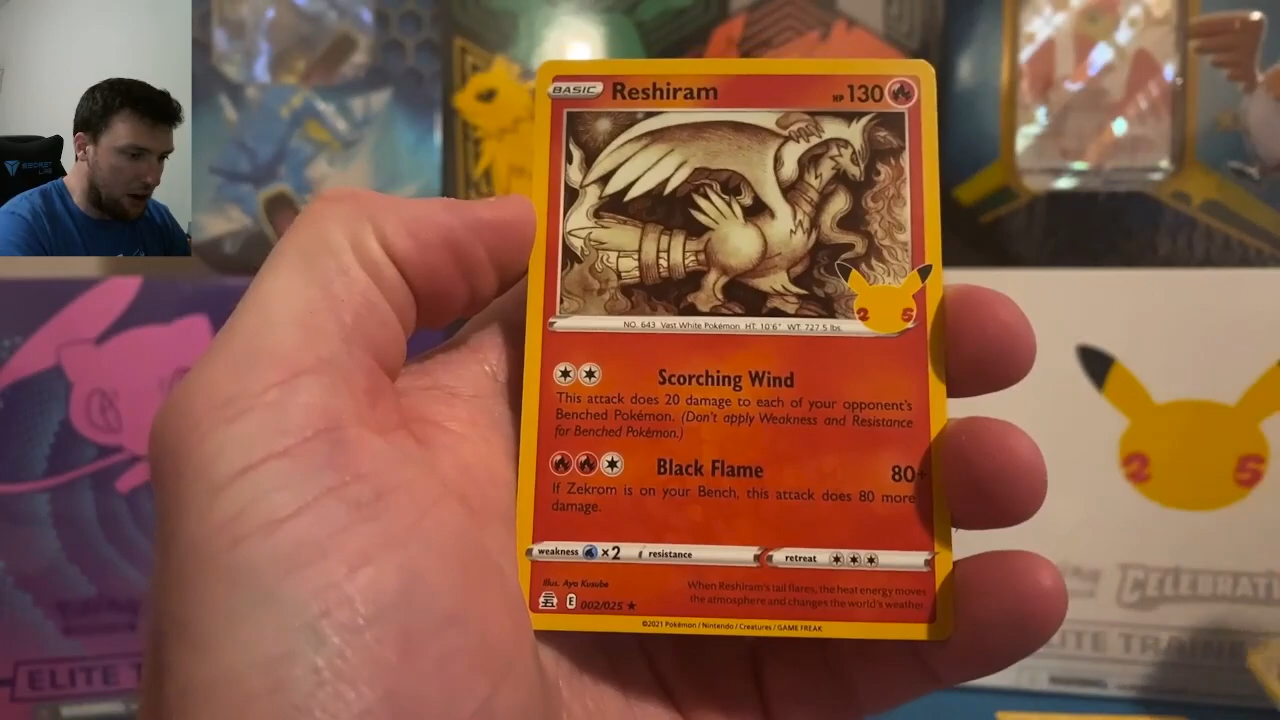 BASIC Reshiram HP 130
25
NO. 643 Vast White Pokémon HT: 10'6" WT: 727.5 lbs.
Scorching Wind
This attack does 20 damage to each of your opponent's
Benched Pokémon. (Don't apply Weakness and Resistance
for Benched Pokémon.)
Black Flame 80+
If Zekrom is on your Bench, this attack does 80 more
damage.
weakness ×2 resistance retreat
Illus. Ayo Kusube
When Reshiram's tail flares, the heat energy moves
the atmosphere and changes the world's weather.
E 002/025 ★
©2021 Pokémon / Nintendo / Creatures / GAME FREAK
25
CELEBRATI
ELITE TRAINE
ELITE T
SECRET
LAB